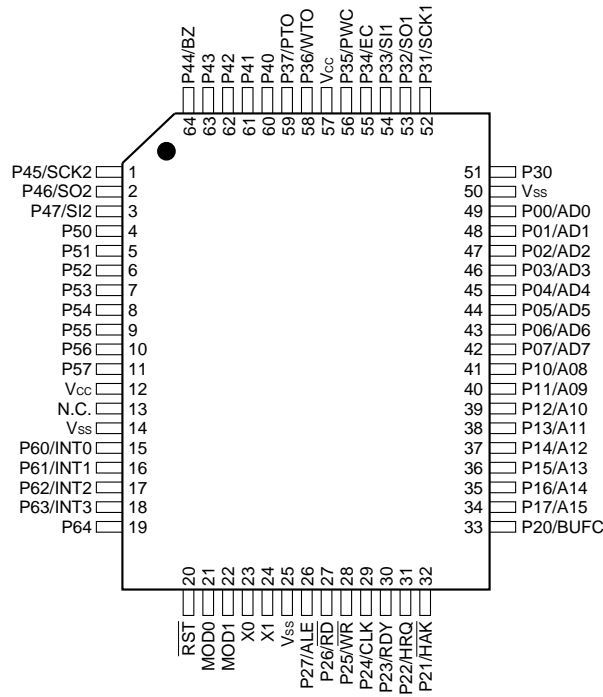 P44/BZ
P43
P42
P41
P40
P37/PTO
P36/WTO
Vcc
P35/PWC
P34/EC
P33/SI1
P32/SO1
P31/SCK1
64
63
62
61
60
59
58
57
56
55
54
53
52
P45/SCK2 1
P46/SO2 2
P47/SI2 3
P50 4
P51 5
P52 6
P53 7
P54 8
P55 9
P56 10
P57 11
Vcc 12
N.C. 13
Vss 14
P60/INT0 15
P61/INT1 16
P62/INT2 17
P63/INT3 18
P64 19
51 P30
50 Vss
49 P00/AD0
48 P01/AD1
47 P02/AD2
46 P03/AD3
45 P04/AD4
44 P05/AD5
43 P06/AD6
42 P07/AD7
41 P10/A08
40 P11/A09
39 P12/A10
38 P13/A11
37 P14/A12
36 P15/A13
35 P16/A14
34 P17/A15
33 P20/BUFC
20
21
22
23
24
25
26
27
28
29
30
31
32
RST
MOD0
MOD1
X0
X1
Vss
P27/ALE
P26/RD
P25/WR
P24/CLK
P23/RDY
P22/HRQ
P21/HAK